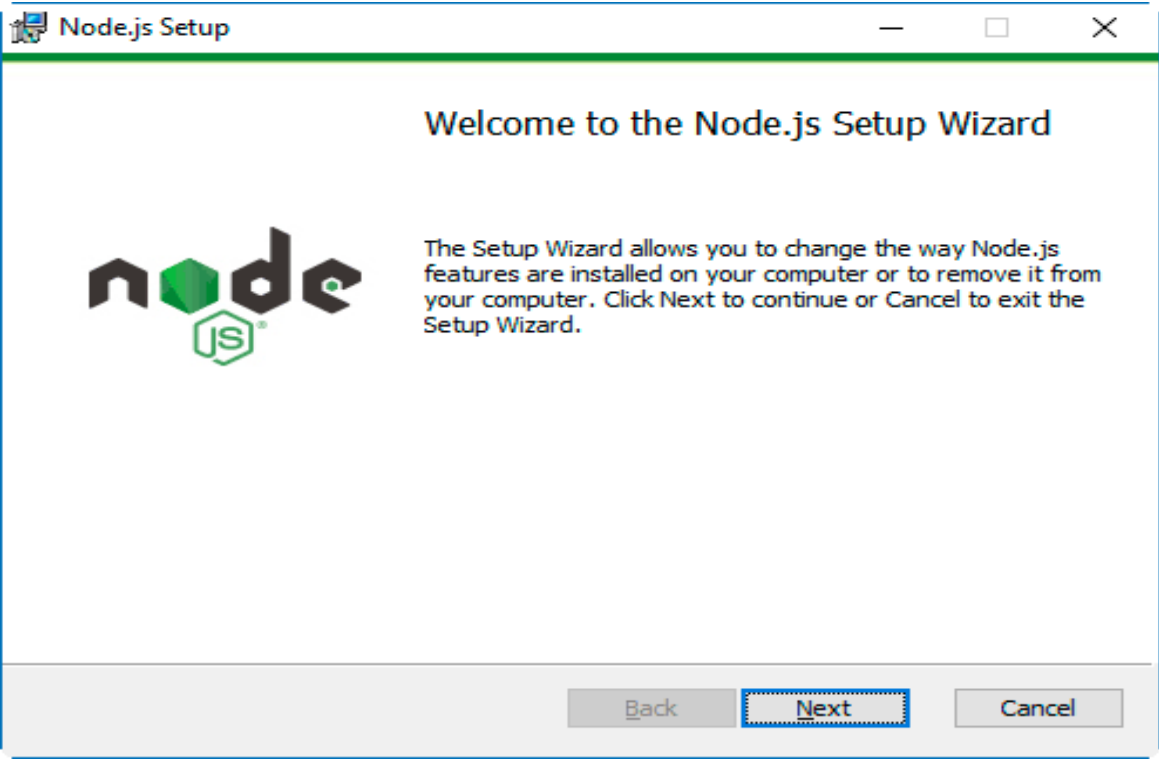 Node.js Setup
Welcome to the Node.js Setup Wizard
node
JS®
The Setup Wizard allows you to change the way Node.js
features are installed on your computer or to remove it from
your computer. Click Next to continue or Cancel to exit the
Setup Wizard.
Back Next Cancel